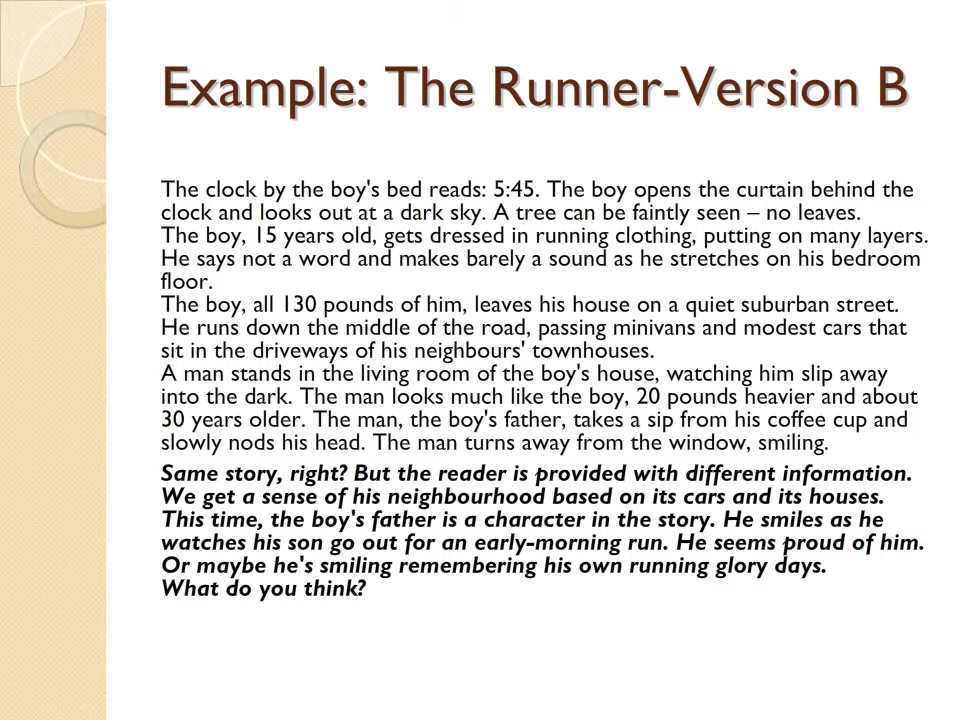 Example: The Runner-Version B
The clock by the boy's bed reads: 5:45. The boy opens the curtain behind the
clock and looks out at a dark sky. A tree can be faintly seen – no leaves.
The boy, 15 years old, gets dressed in running clothing, putting on many layers.
He says not a word and makes barely a sound as he stretches on his bedroom
floor.
The boy, all 130 pounds of him, leaves his house on a quiet suburban street.
He runs down the middle of the road, passing minivans and modest cars that
sit in the driveways of his neighbours' townhouses.
A man stands in the living room of the boy's house, watching him slip away
into the dark. The man looks much like the boy, 20 pounds heavier and about
30 years older. The man, the boy's father, takes a sip from his coffee cup and
slowly nods his head. The man turns away from the window, smiling.
Same story, right? But the reader is provided with different information.
We get a sense of his neighbourhood based on its cars and its houses.
This time, the boy's father is a character in the story. He smiles as he
watches his son go out for an early-morning run. He seems proud of him.
Or maybe he's smiling remembering his own running glory days.
What do you think?